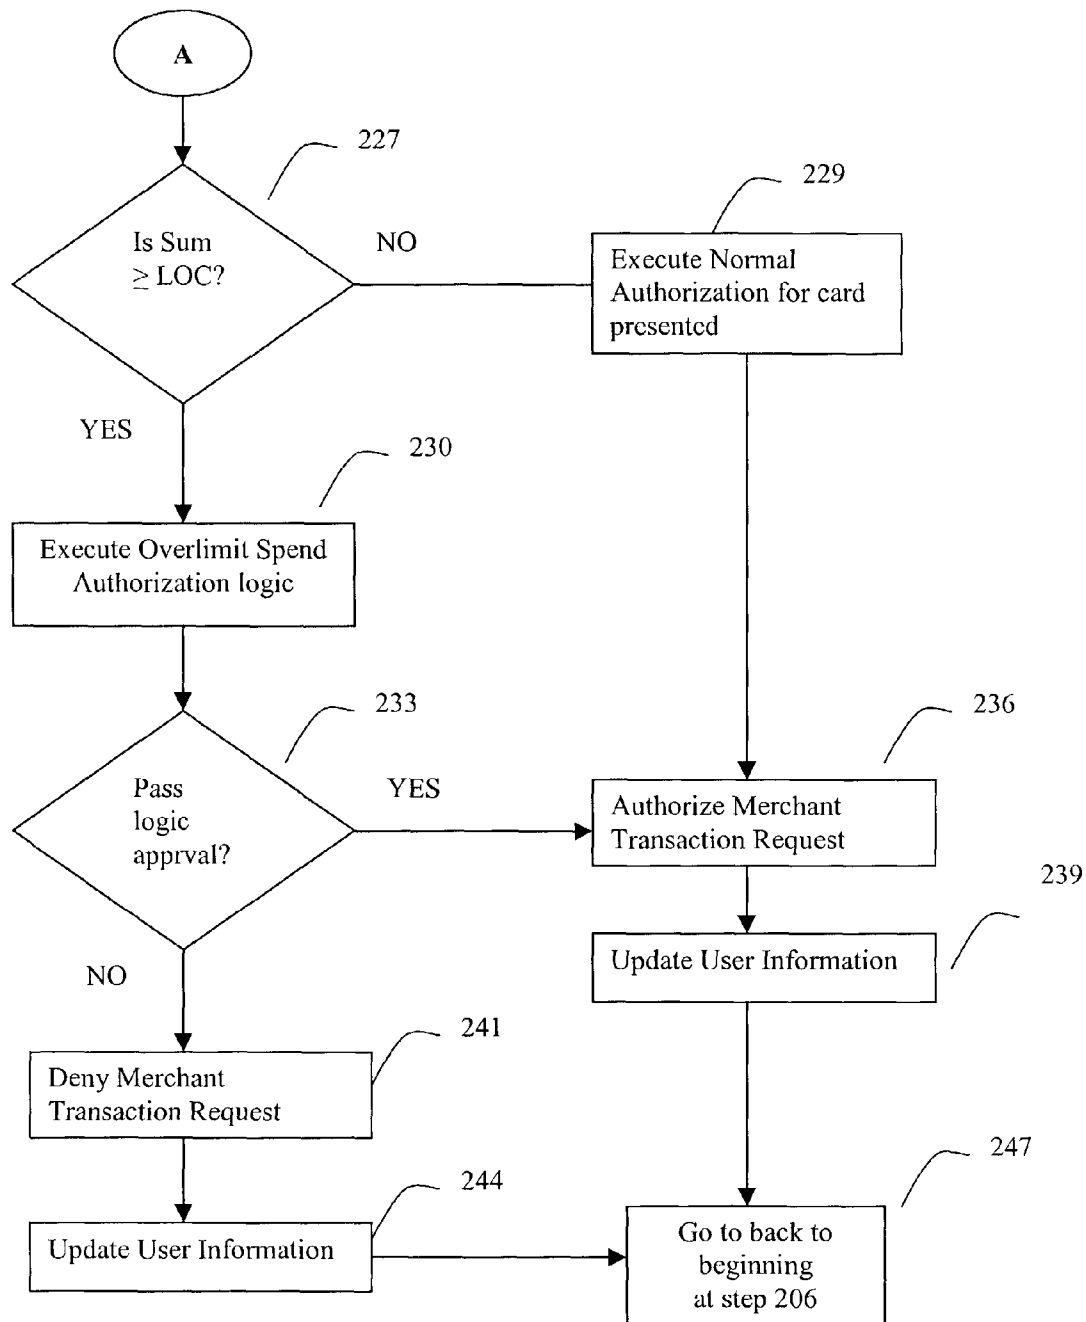 A
227
Is Sum
≥ LOC?
NO
229
Execute Normal
Authorization for card
presented
YES
230
Execute Overlimit Spend
Authorization logic
233
Pass
logic
apprval?
YES
236
Authorize Merchant
Transaction Request
239
Update User Information
NO
241
Deny Merchant
Transaction Request
244
Update User Information
247
Go to back to
beginning
at step 206